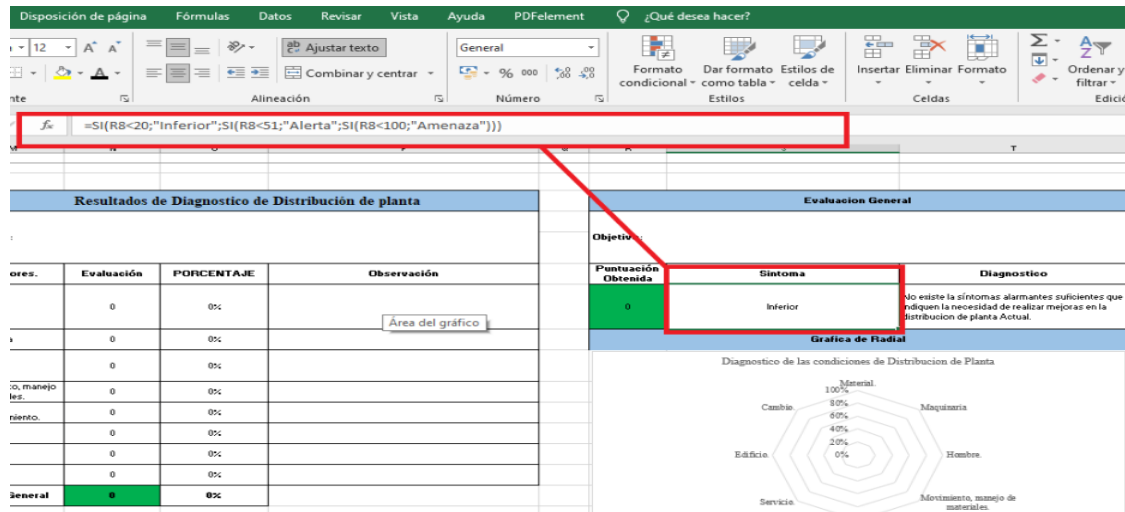 Disposición de página Fórmulas Datos Revisar Vista Ayuda PDFelement ¿Qué desea hacer?
12 A A Ajustar texto General Formato condicional Dar formato como tabla Estilos de celda Insertar Eliminar Formato Ordenar y filtrar
Combinar y centrar % 000
Alineación Número Estilos Celdas
fx =SI(R8<20;"Inferior";SI(R8<51;"Alerta";SI(R8<100;"Amenaza")))
T
Resultados de Diagnostico de Distribución de planta
Evaluacion General
Objetivo:
Evaluación PORCENTAJE Observación
Puntuación Obtenida Sintoma Diagnostico
0 0%
0 Inferior
No existe la síntomas alarmantes suficientes que
indiquen la necesidad de realizar mejoras en la
distribucion de planta Actual.
Área del gráfico
0 0%
0 0%
manejo 0 0%
0 0%
0 0%
0 0%
0 0%
General 0 0%
Grafica de Radial
Diagnostico de las condiciones de Distribucion de Planta
Material.
100%
80%
60%
40%
20%
0%
Maquinaria
Hombre.
Movimiento, manejo de
materiales.
Servicio.
Edificio.
Cambio.